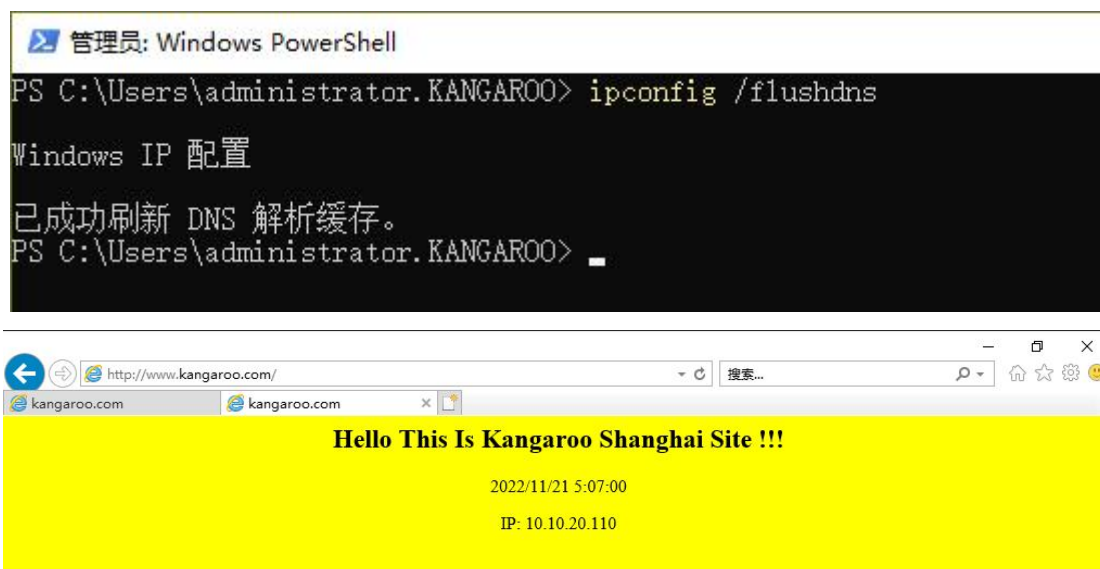 管理员: Windows PowerShell
PS C:\Users\administrator.KANGAROO> ipconfig /flushdns
Windows IP 配置
已成功刷新 DNS 解析缓存。
PS C:\Users\administrator.KANGAROO>
http://www.kangaroo.com/
搜索...
kangaroo.com
kangaroo.com
Hello This Is Kangaroo Shanghai Site !!!
2022/11/21 5:07:00
IP: 10.10.20.110